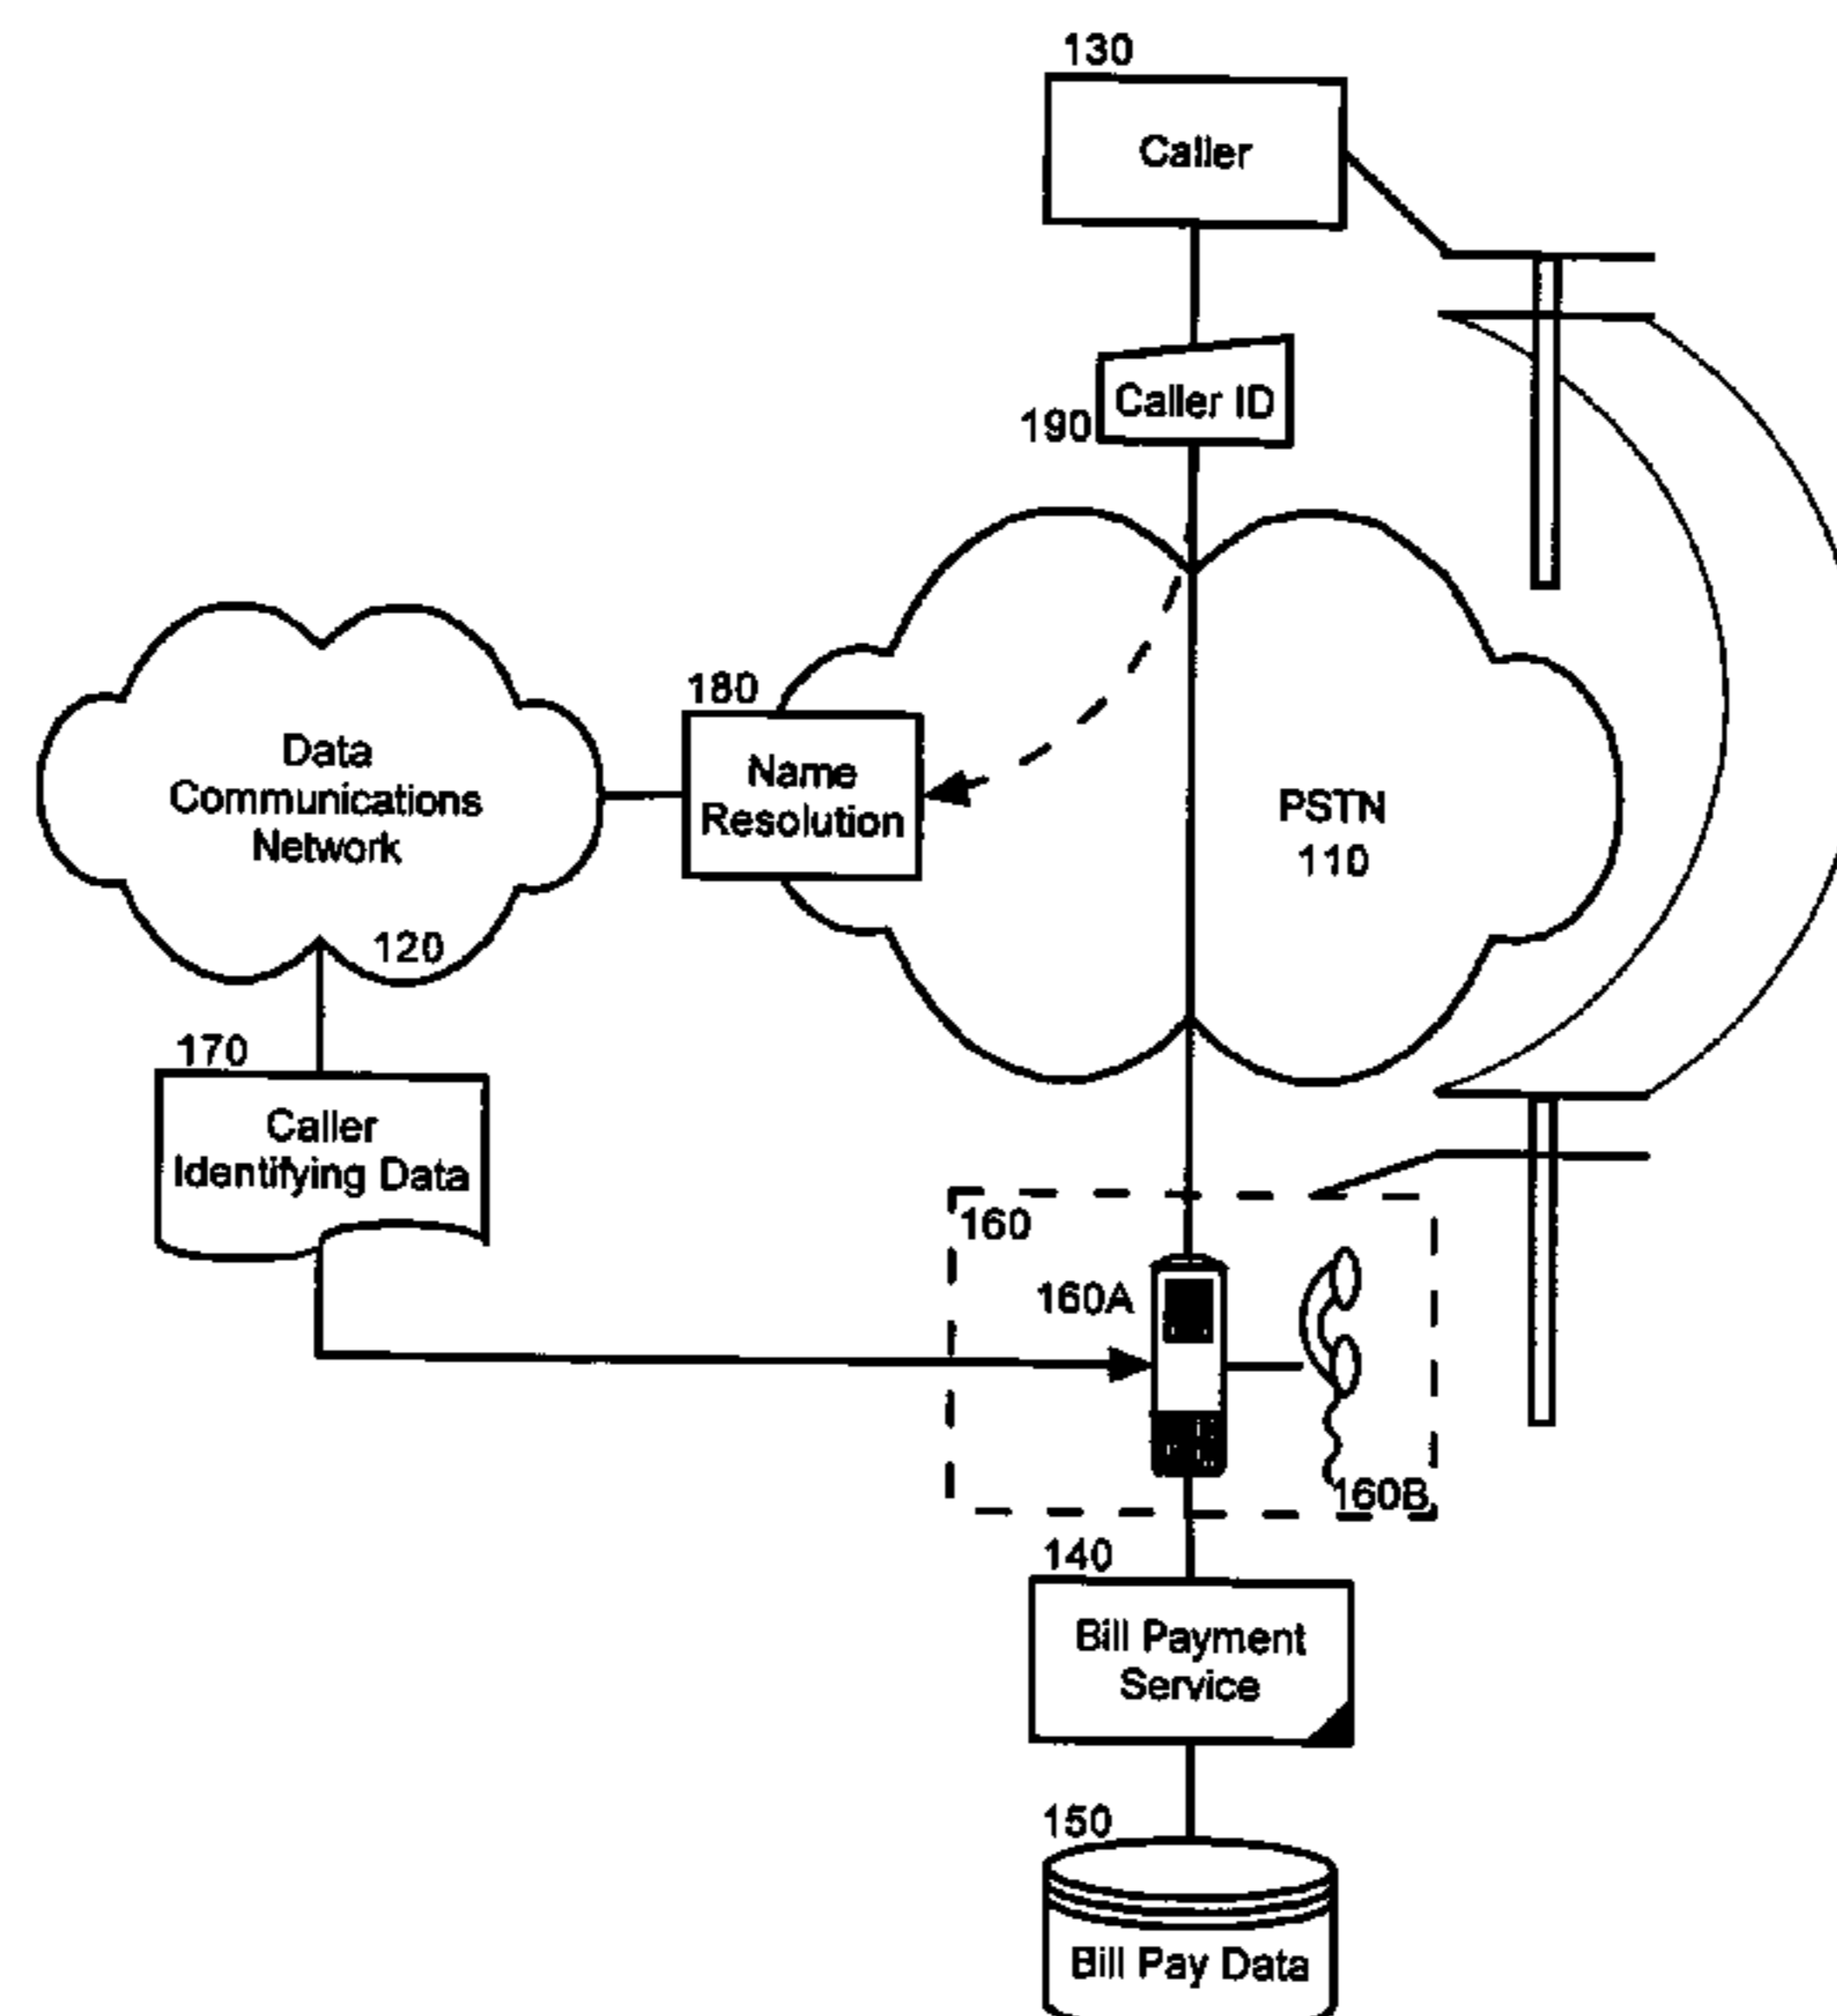 130
Caller
Caller ID
190
180
Name
Resolution
Data
Communications
Network
120
PSTN
110
170
Caller
Identifying Data
160
160A
160B
140
Bill Payment
Service
150
Bill Pay Data